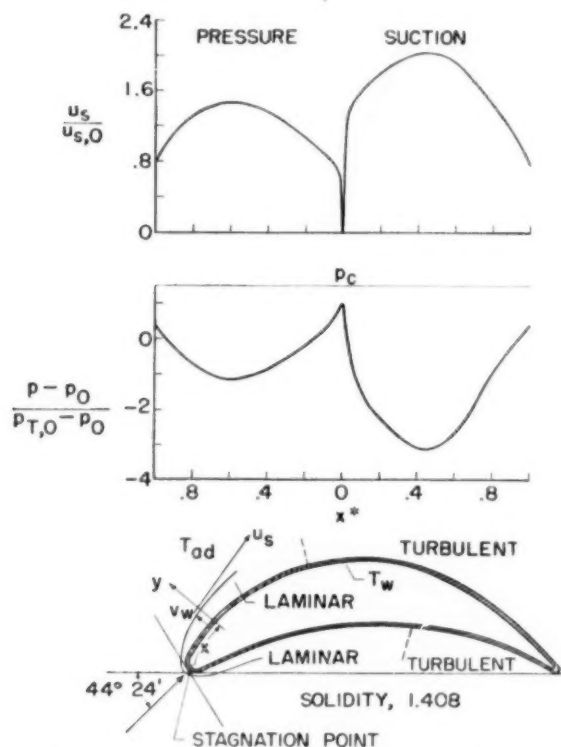 2.4
PRESSURE SUCTION
1.6
u_s / u_s,0
.8
0
p_c
0
p − p_0 / p_T,0 − p_0
−2
−4
.8 .4 0 .4 .8
x*
T_ad u_s
TURBULENT
y
T_w
v_w
LAMINAR
x
LAMINAR
TURBULENT
44° 24'
SOLIDITY, 1.408
STAGNATION POINT